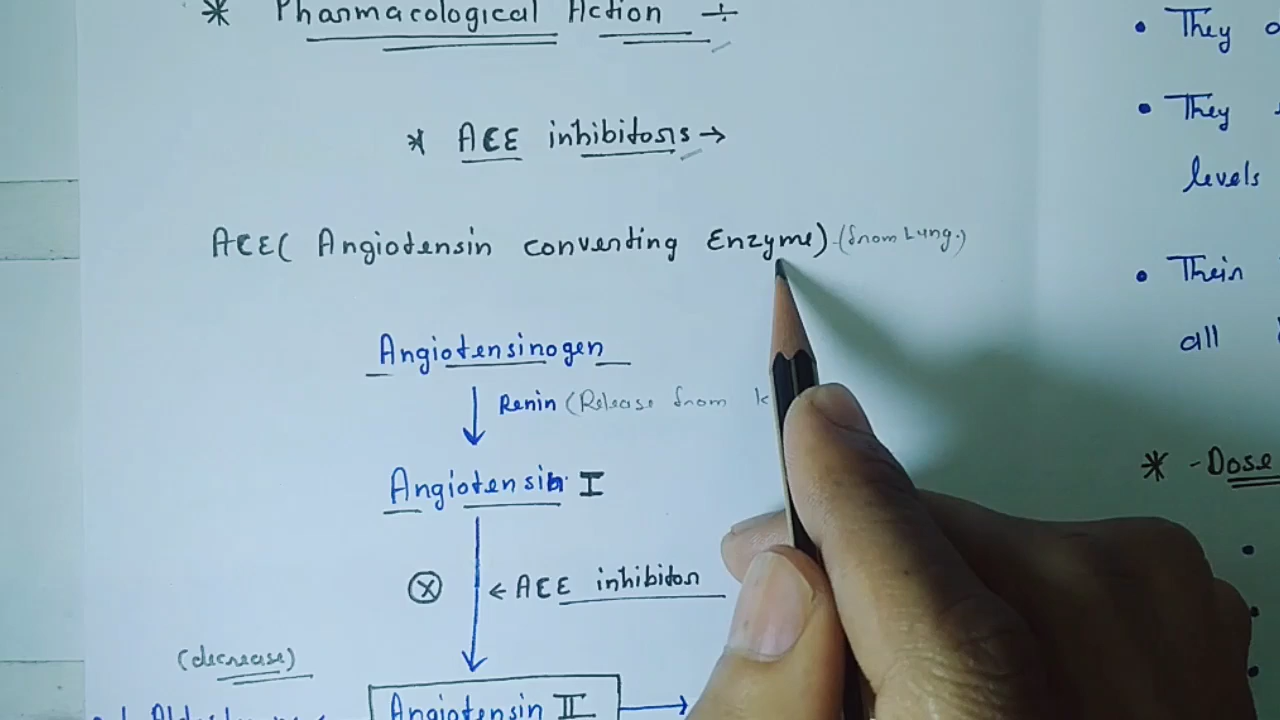 * Pharmacological Action ÷
* ACE inhibitors →
ACE( Angiotensin converting Enzyme) (from Lung.)
Angiotensinogen
↓ Renin (Release from k
Angiotensin I
ⓧ ← ACE inhibitor
(decrease)
Angiotensin II →
• They
• They
levels
• Their
all
* -Dose